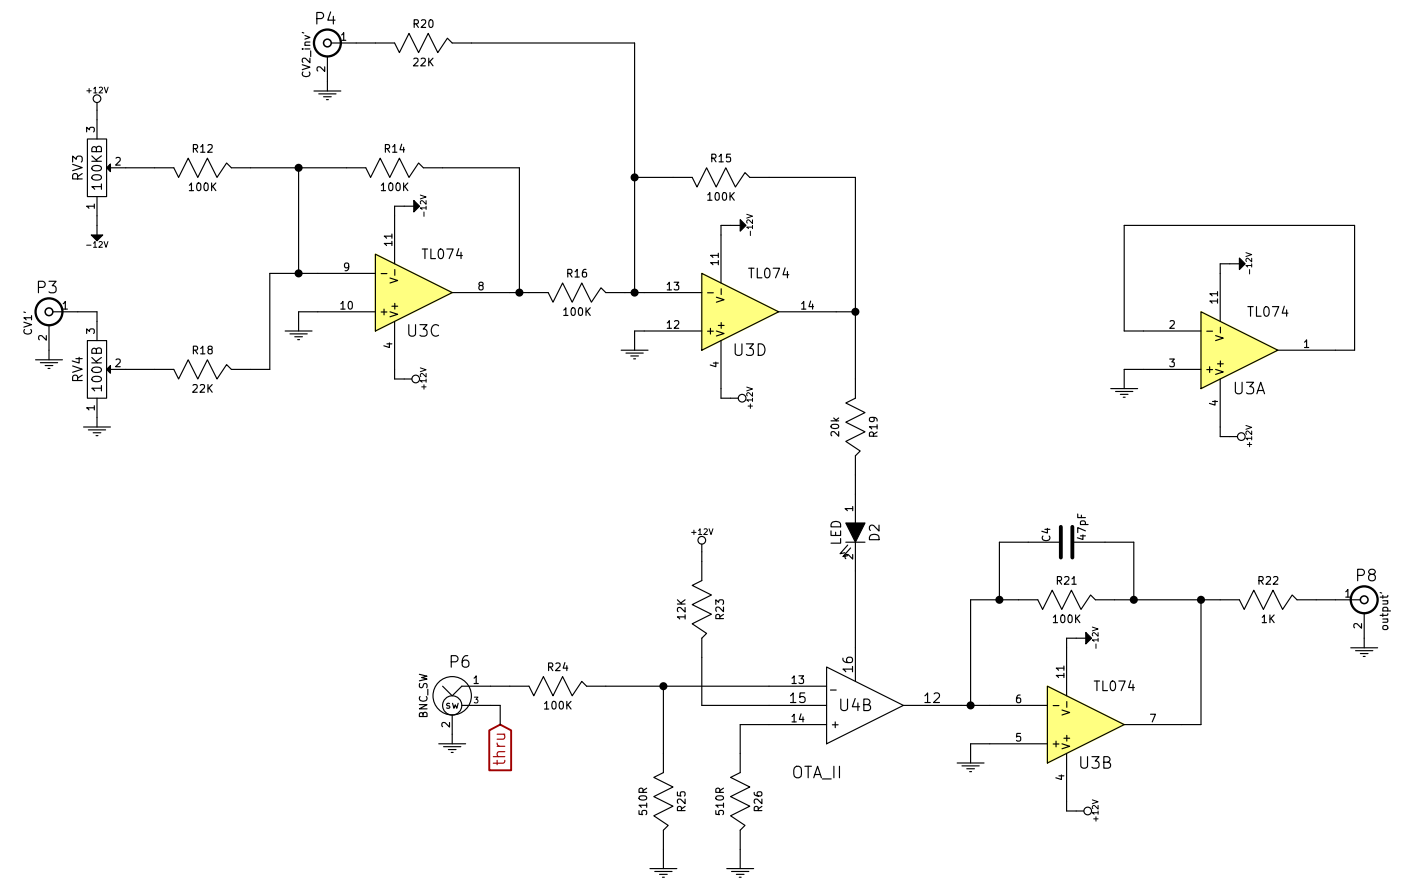 P4
CV2_inv'
1
2
R20
22K
+12V
3
RV3
100KB
2
1
-12V
R12
100K
R14
100K
-12V
11
TL074
9
-
V-
10
+
V+
8
U3C
4
+12V
P3
CV1'
1
2
3
RV4
100KB
2
1
R18
22K
R16
100K
R15
100K
-12V
11
TL074
13
-
V-
12
+
V+
14
U3D
4
+12V
-12V
11
TL074
2
-
V-
3
+
V+
1
U3A
4
+12V
20k
R19
1
LED
D2
2
+12V
12K
R23
P6
BNC_SW
1
SW
3
2
thru
R24
100K
510R
R25
510R
R26
16
13
-
15
14
+
U4B
12
OTA_II
C4
47pF
R21
100K
R22
1K
P8
1
2
output'
-12V
11
TL074
6
-
V-
5
+
V+
7
U3B
4
+12V